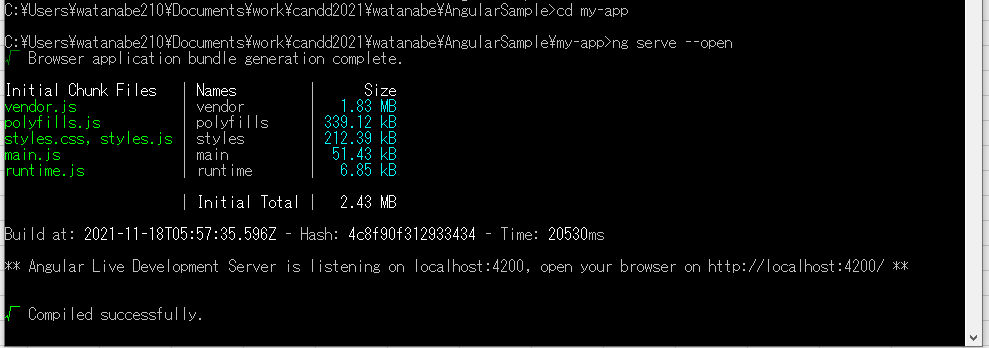 C:¥Users¥watanabe210¥Documents¥work¥candd2021¥watanabe¥AngularSample>cd my-app
C:¥Users¥watanabe210¥Documents¥work¥candd2021¥watanabe¥AngularSample¥my-app>ng serve --open
√ Browser application bundle generation complete.
Initial Chunk Files | Names | Size
vendor.js | vendor | 1.83 MB
polyfills.js | polyfills | 339.12 kB
styles.css, styles.js | styles | 212.39 kB
main.js | main | 51.43 kB
runtime.js | runtime | 6.85 kB
| Initial Total | 2.43 MB
Build at: 2021-11-18T05:57:35.596Z - Hash: 4c8f90f312933434 - Time: 20530ms
** Angular Live Development Server is listening on localhost:4200, open your browser on http://localhost:4200/ **
√ Compiled successfully.